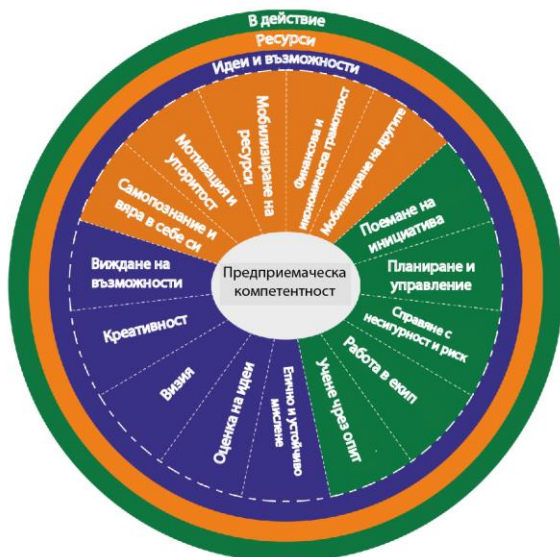 В действие
Ресурси
Идеи и възможности
Самопознание и
вяра в себе си
Мотивация и
упоритост
Мобилизиране на
ресурси
Финансова и
икономическа грамотност
Мобилизиране на другите
Поемане на
инициатива
Планиране и
управление
Справяне с
несигурност и риск
Работа в екип
Учене чрез опит
Етично и устойчиво
мислене
Оценка на идеи
Визия
Креативност
Виждане на
възможности
Предприемаческа
компетентност